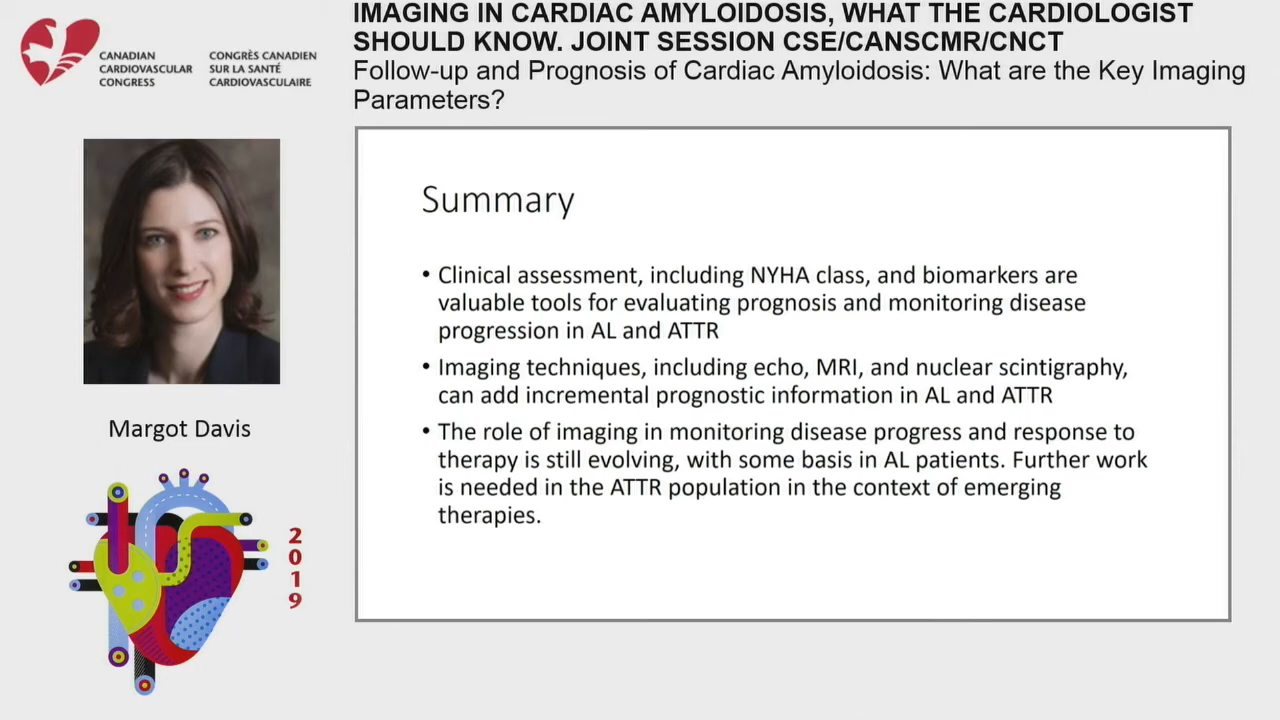 CANADIAN
CARDIOVASCULAR
CONGRESS
CONGRÈS CANADIEN
SUR LA SANTÉ
CARDIOVASCULAIRE
IMAGING IN CARDIAC AMYLOIDOSIS, WHAT THE CARDIOLOGIST
SHOULD KNOW. JOINT SESSION CSE/CANSCMR/CNCT
Follow-up and Prognosis of Cardiac Amyloidosis: What are the Key Imaging
Parameters?
Margot Davis
2019
Summary
• Clinical assessment, including NYHA class, and biomarkers are
valuable tools for evaluating prognosis and monitoring disease
progression in AL and ATTR
• Imaging techniques, including echo, MRI, and nuclear scintigraphy,
can add incremental prognostic information in AL and ATTR
• The role of imaging in monitoring disease progress and response to
therapy is still evolving, with some basis in AL patients. Further work
is needed in the ATTR population in the context of emerging
therapies.